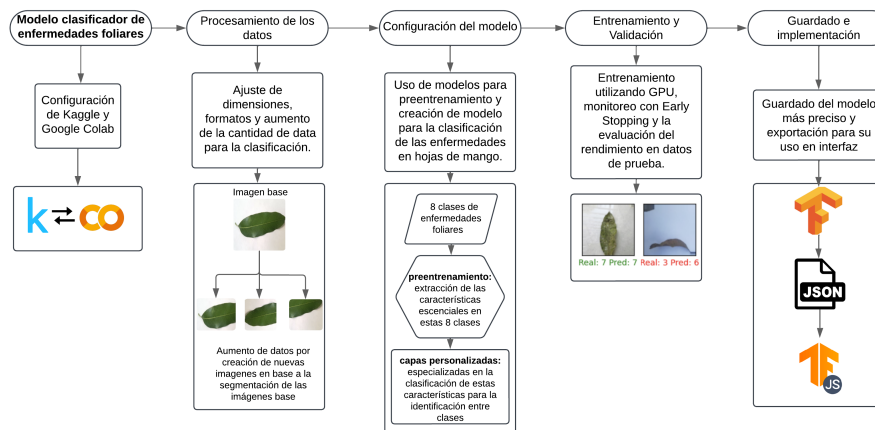 Modelo clasificador de
enfermedades foliares
Configuración
de Kaggle y
Google Colab
k
co
Procesamiento de los
datos
Ajuste de
dimensiones,
formatos y aumento
de la cantidad de data
para la clasificación.
Imagen base
Aumento de datos por
creación de nuevas
imagenes en base a la
segmentación de las
imágenes base
Configuración del modelo
Uso de modelos para
preentrenamiento y
creación de modelo
para la clasificación
de las enfermedades
en hojas de mango.
8 clases de
enfermedades
foliares
preentrenamiento:
extracción de las
características
escenciales en
estas 8 clases
capas personalizadas:
especializadas en la
clasificación de estas
características para la
identificación entre
clases
Entrenamiento y
Validación
Entrenamiento
utilizando GPU,
monitoreo con Early
Stopping y la
evaluación del
rendimiento en datos
de prueba.
Real: 7 Pred: 7 Real: 3 Pred: 6
Guardado e
implementación
Guardado del modelo
más preciso y
exportación para su
uso en interfaz
JSON
JS